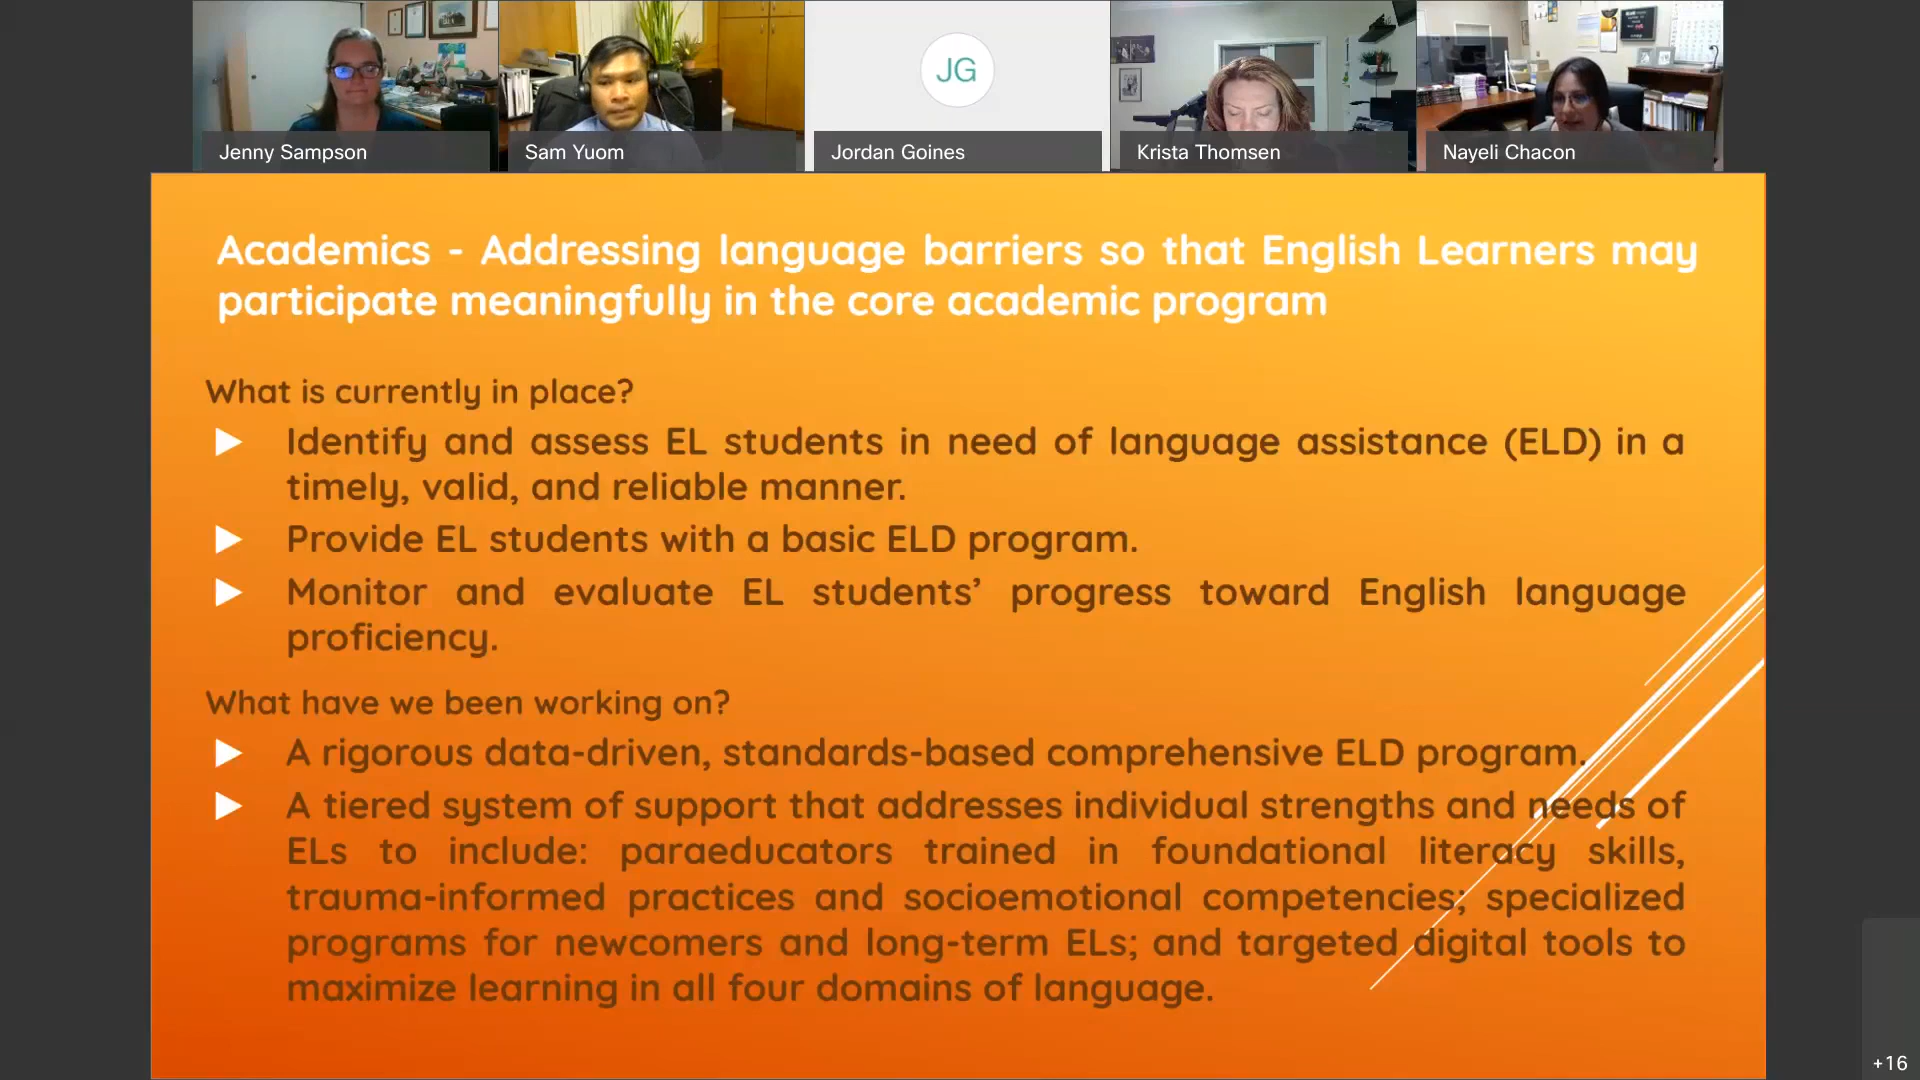 JG
Jenny Sampson
Sam Yuom
Jordan Goines
Krista Thomsen
Nayeli Chacon
Academics - Addressing language barriers so that English Learners may
participate meaningfully in the core academic program
What is currently in place?
Identify and assess EL students in need of language assistance (ELD) in a
timely, valid, and reliable manner.
Provide EL students with a basic ELD program.
Monitor and evaluate EL students’ progress toward English language
proficiency.
What have we been working on?
A rigorous data-driven, standards-based comprehensive ELD program.
A tiered system of support that addresses individual strengths and needs of
ELs to include: paraeducators trained in foundational literacy skills,
trauma-informed practices and socioemotional competencies; specialized
programs for newcomers and long-term ELs; and targeted digital tools to
maximize learning in all four domains of language.
+16